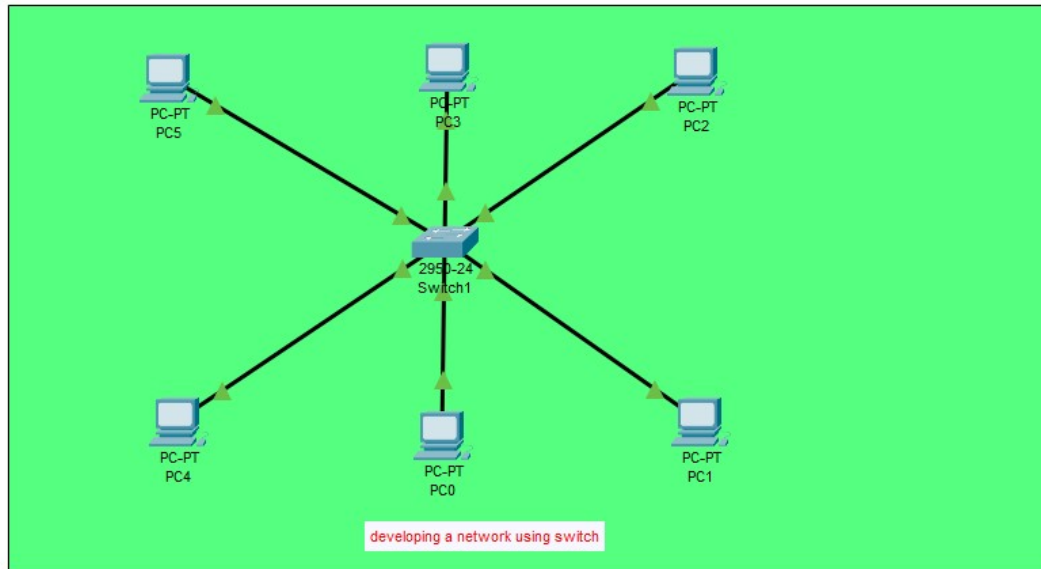 PC-PT
PC5
PC-PT
PC3
PC-PT
PC2
2950-24
Switch1
PC-PT
PC4
PC-PT
PC0
PC-PT
PC1
developing a network using switch